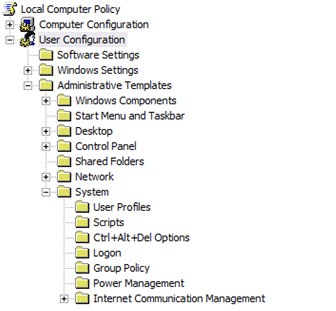 Local Computer Policy
Computer Configuration
User Configuration
Software Settings
Windows Settings
Administrative Templates
Windows Components
Start Menu and Taskbar
Desktop
Control Panel
Shared Folders
Network
System
User Profiles
Scripts
Ctrl+Alt+Del Options
Logon
Group Policy
Power Management
Internet Communication Management